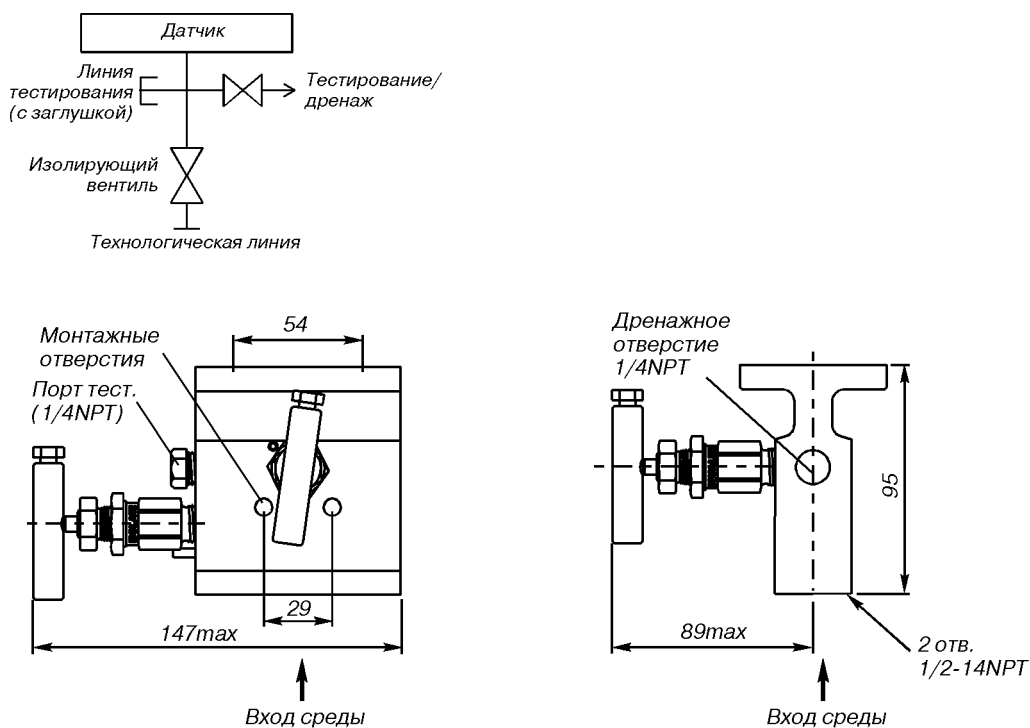 Датчик
Линия
тестирования
(с заглушкой)
Тестирование/
дренаж
Изолирующий
вентиль
Технологическая линия
Монтажные
отверстия
Порт тест.
(1/4NPT)
54
29
147max
Вход среды
Дренажное
отверстие
1/4NPT
95
89max
2 отв.
1/2-14NPT
Вход среды